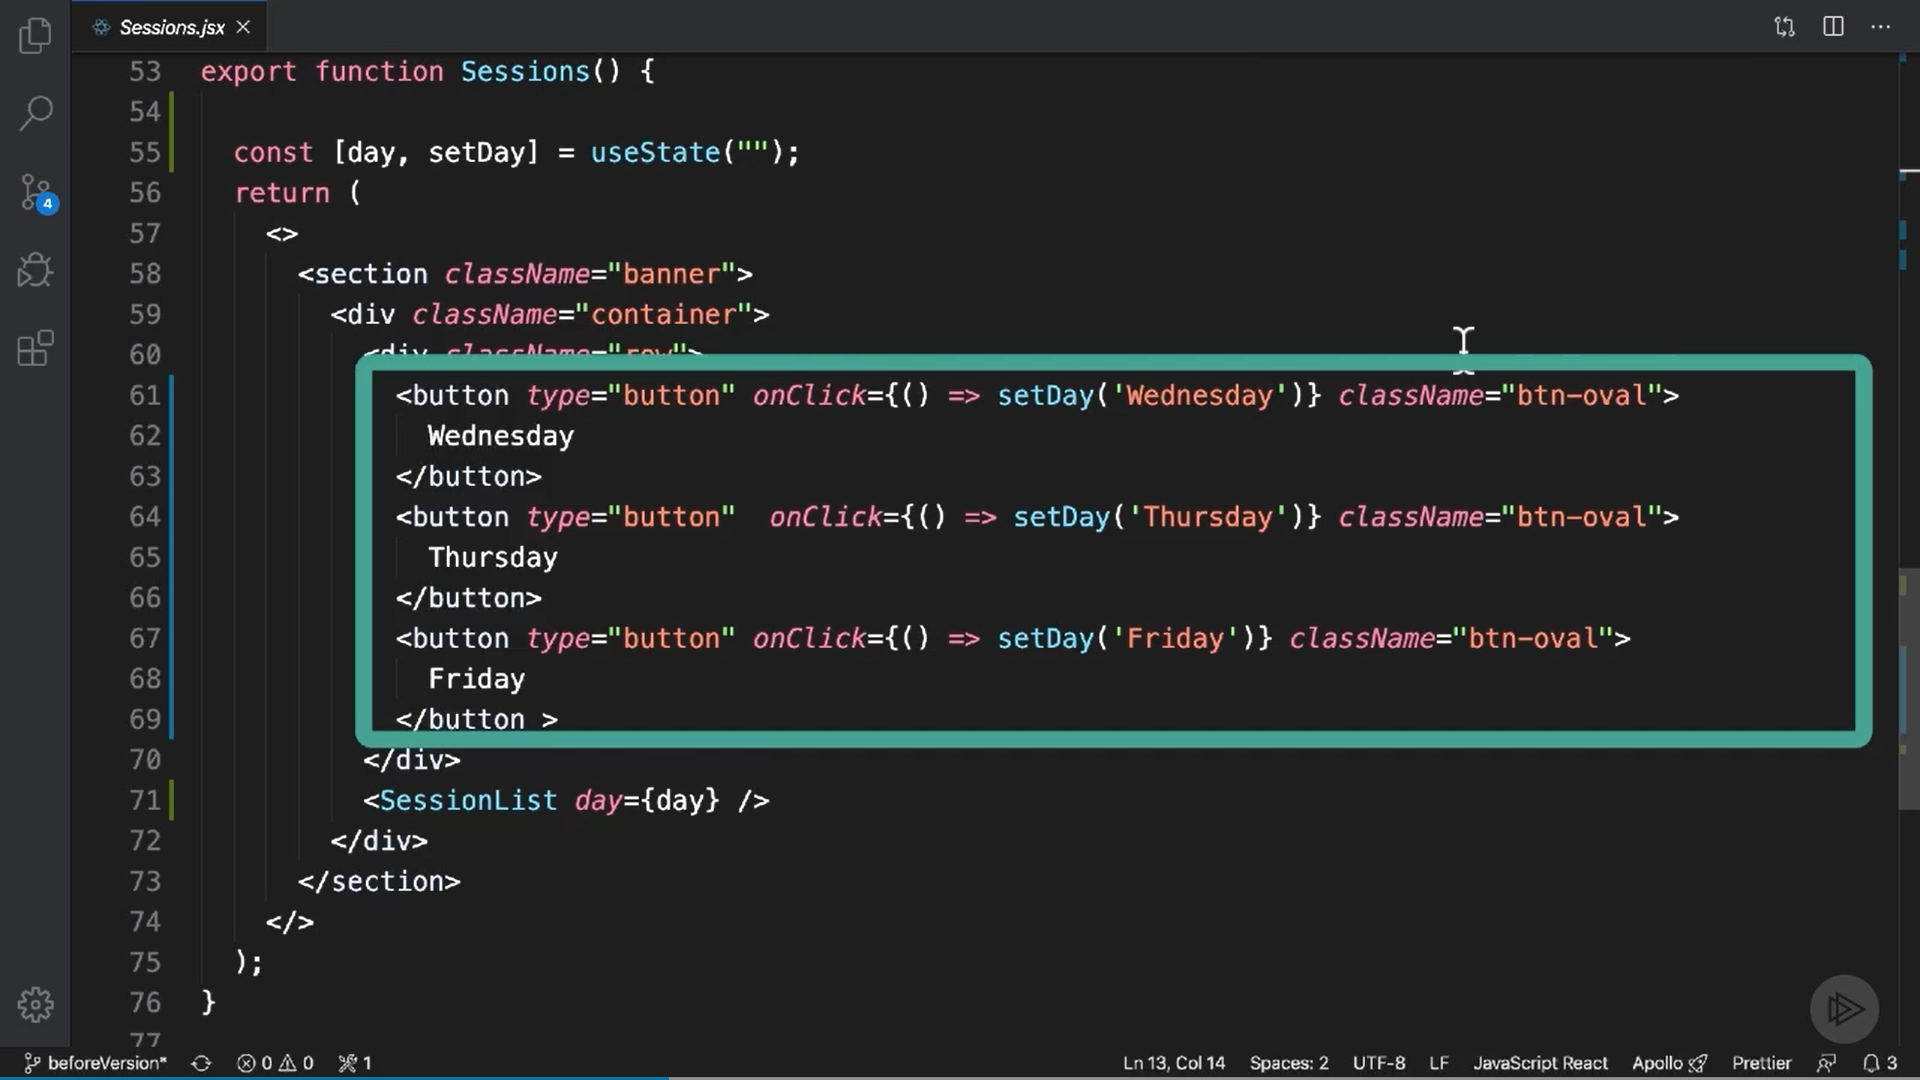 Sessions.jsx
53 export function Sessions() {
54
55 const [day, setDay] = useState("");
56 return (
57 <>
58 <section className="banner">
59 <div className="container">
60 <div className="row">
61 <button type="button" onClick={() => setDay('Wednesday')} className="btn-oval">
62 Wednesday
63 </button>
64 <button type="button"  onClick={() => setDay('Thursday')} className="btn-oval">
65 Thursday
66 </button>
67 <button type="button" onClick={() => setDay('Friday')} className="btn-oval">
68 Friday
69 </button >
70 </div>
71 <SessionList day={day} />
72 </div>
73 </section>
74 </>
75 );
76 }
77
4
beforeVersion* 0 0 1 Ln 13, Col 14 Spaces: 2 UTF-8 LF JavaScript React Apollo Prettier 3